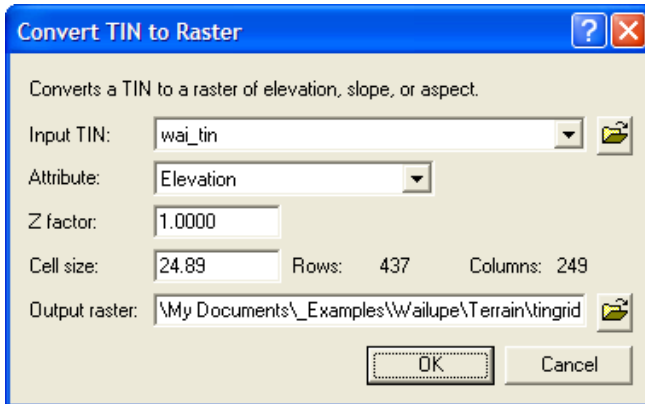 Convert TIN to Raster
Converts a TIN to a raster of elevation, slope, or aspect.
Input TIN: wai_tin
Attribute: Elevation
Z factor: 1.0000
Cell size: 24.89 Rows: 437 Columns: 249
Output raster: \My Documents\_Examples\Wailupe\Terrain\tingrid
OK Cancel